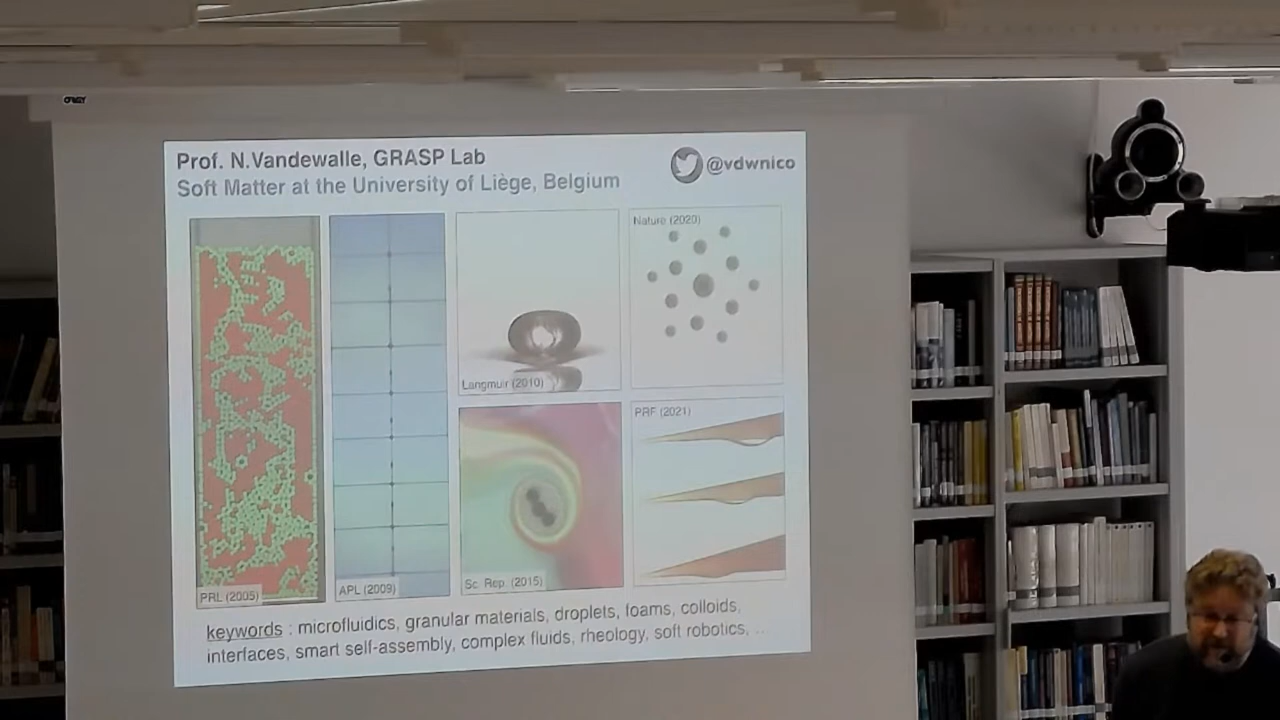 Prof. N.Vandewalle, GRASP Lab
@vdwnico
Soft Matter at the University of Liège, Belgium
Nature (2020)
Langmuir (2010)
PRF (2021)
PRL (2005)
APL (2009)
Sc. Rep. (2015)
keywords : microfluidics, granular materials, droplets, foams, colloids,
interfaces, smart self-assembly, complex fluids, rheology, soft robotics, ...